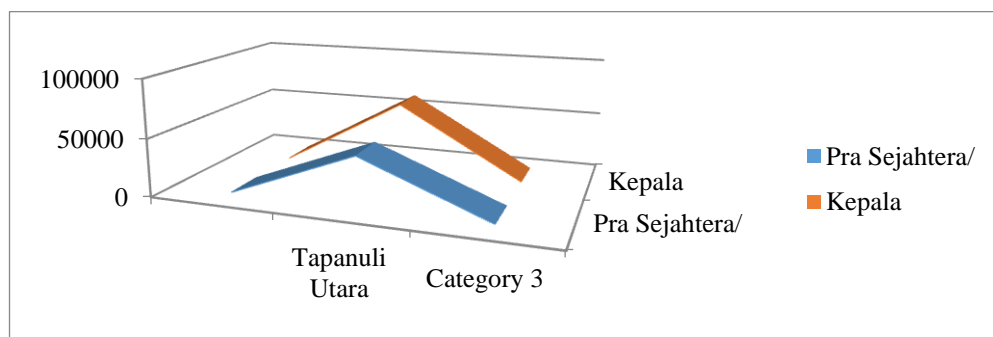 100000
50000
0
Tapanuli
Utara
Category 3
Kepala
Pra Sejahtera/
Pra Sejahtera/
Kepala